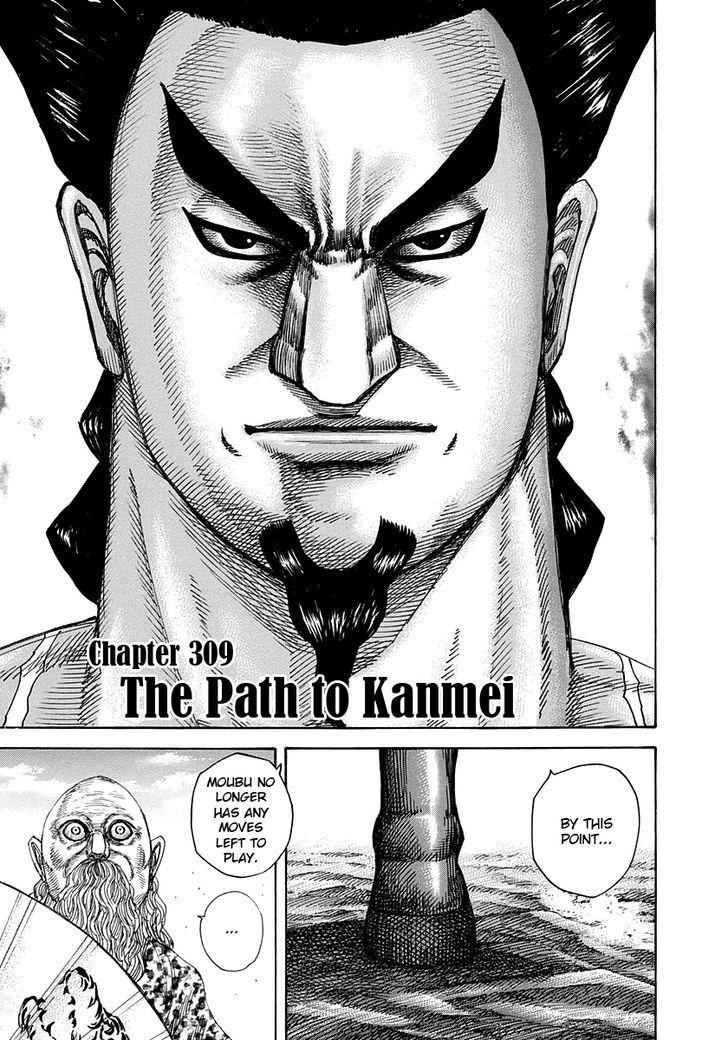 Chapter 309
The Path to Kanmei
BY THIS
POINT...
MOUBU NO
LONGER
HAS ANY
MOVES
LEFT TO
PLAY.
...